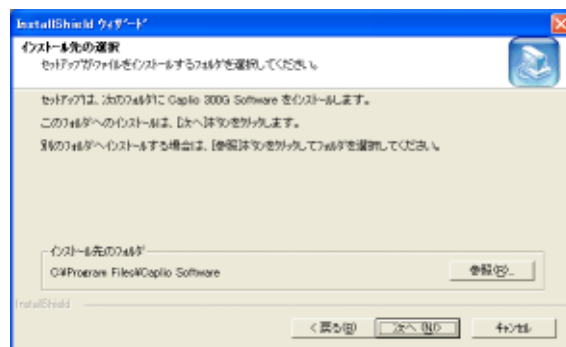 InstallShield ウィザード
インストール先の選択
セットアップがファイルをインストールするフォルダを選択してください。
セットアップは、次のフォルダに Caplio 300G Software をインストールします。
このフォルダへのインストールは、[次へ]ボタンをクリックします。
別のフォルダへインストールする場合は、[参照]ボタンをクリックしてフォルダを選択してください。
インストール先のフォルダ
C:¥Program Files¥Caplio Software
参照(R)...
InstallShield
< 戻る(B)
次へ (N)>
キャンセル